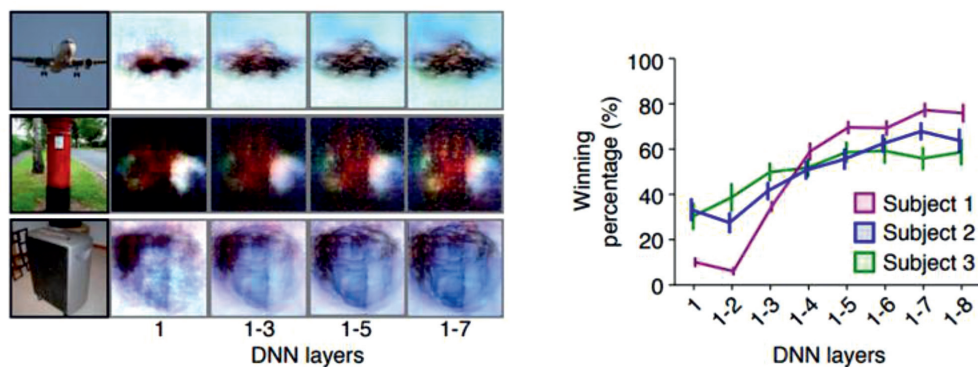 1
1-3
1-5
1-7
DNN layers
Winning
percentage (%)
100
80
60
40
20
0
Subject 1
Subject 2
Subject 3
1
1-2
1-3
1-4
1-5
1-6
1-7
1-8
DNN layers